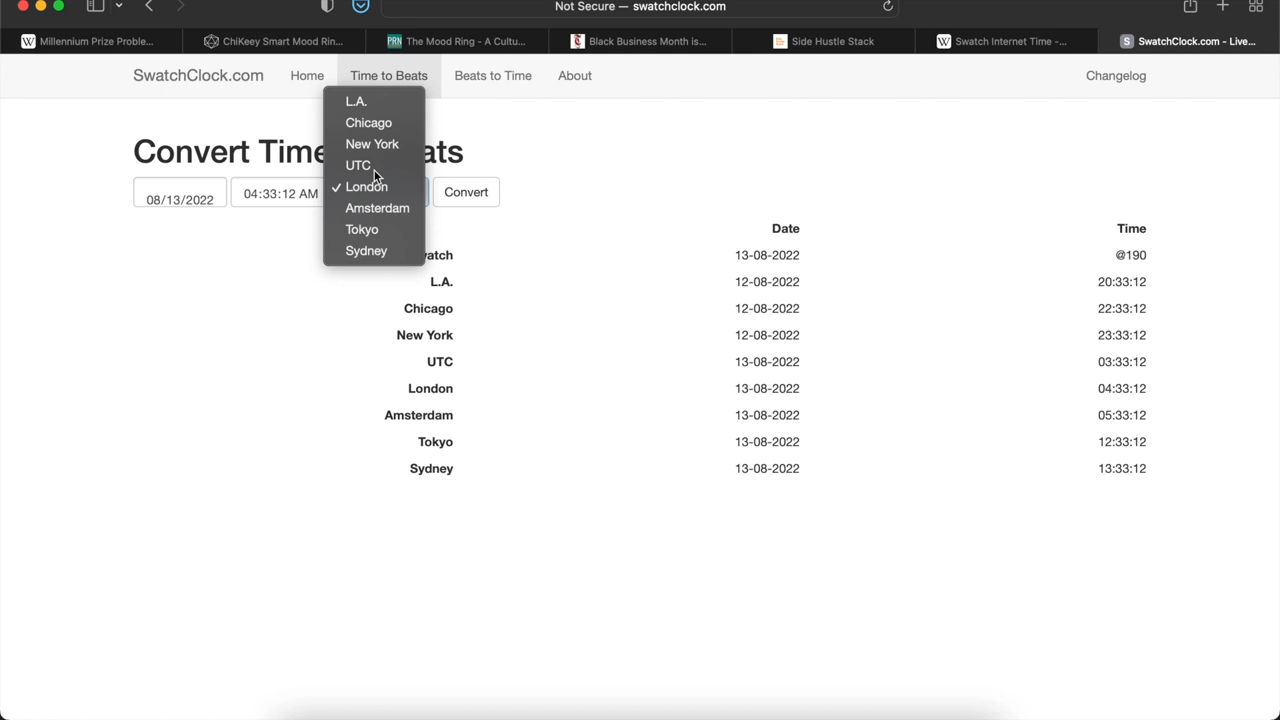 Not Secure — swatchclock.com
Millennium Prize Proble...
ChiKey Smart Mood Rin...
PRN The Mood Ring - A Cultu...
Black Business Month is...
Side Hustle Stack
W Swatch Internet Time -...
S SwatchClock.com - Live...
SwatchClock.com Home Time to Beats Beats to Time About Changelog
L.A.
Chicago
New York
UTC
✓ London
Amsterdam
Tokyo
Sydney
Convert Time ats
08/13/2022 04:33:12 AM Convert
Date Time
atch 13-08-2022 @190
L.A. 12-08-2022 20:33:12
Chicago 12-08-2022 22:33:12
New York 12-08-2022 23:33:12
UTC 13-08-2022 03:33:12
London 13-08-2022 04:33:12
Amsterdam 13-08-2022 05:33:12
Tokyo 13-08-2022 12:33:12
Sydney 13-08-2022 13:33:12